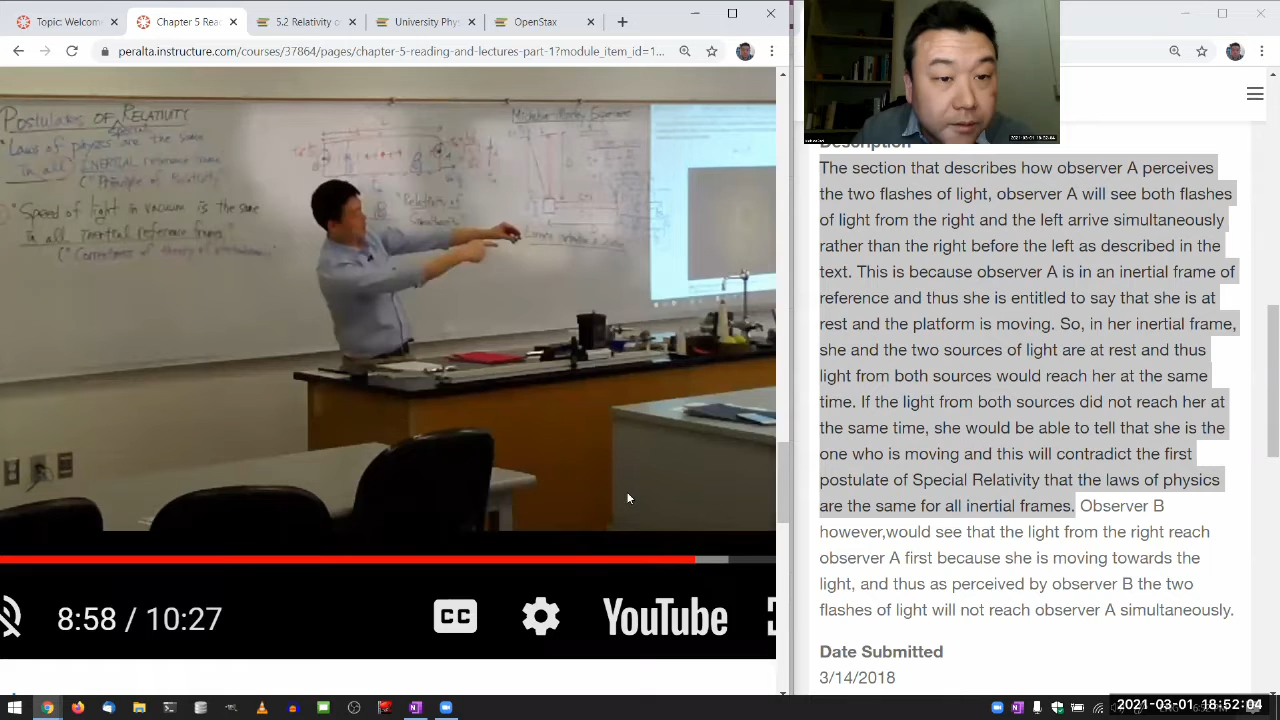 Topic: Welcom
Chapter 5 Rea
5.2 Relativity o
University Phy
OpenStax
peralta.instructure.com/courses/37864/pages/chapter-5-reading-and-lectures-part-1?module_item_id=1...
POSTULATES OF RELATIVITY
Laws of physics are the same
in all
Speed of light in vacuum is the same
in all inertial reference frames
8:58 / 10:27
CC
YouTube
2021-03-01 18:52:04
Description
The section that describes how observer A perceives
the two flashes of light, observer A will see both flashes
of light from the right and the left arrive simultaneously
rather than the right before the left as described in the
text. This is because observer A is in an inertial frame of
reference and thus she is entitled to say that she is at
rest and the platform is moving. So, in her inertial frame,
she and the two sources of light are at rest and thus
light from both sources would reach her at the same
time. If the light from both sources did not reach her at
the same time, she would be able to tell that she is the
one who is moving and this will contradict the first
postulate of Special Relativity that the laws of physics
are the same for all inertial frames. Observer B
however,would see that the light from the right reach
observer A first because she is moving towards the
light, and thus as perceived by observer B the two
flashes of light will not reach observer A simultaneously.
Date Submitted
3/14/2018
2021-03-01 18:52:04